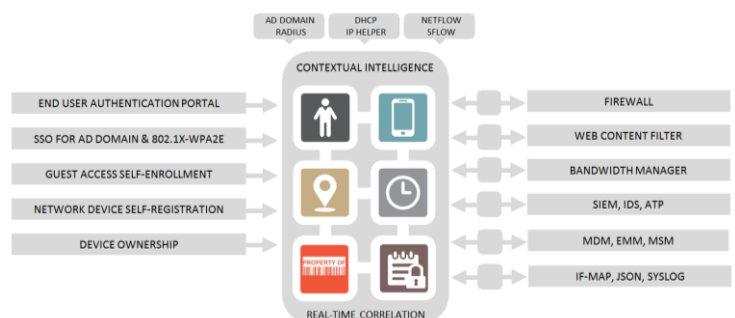 AD DOMAIN
RADIUS
DHCP
IP HELPER
NETFLOW
SFLOW
CONTEXTUAL INTELLIGENCE
END USER AUTHENTICATION PORTAL
SSO FOR AD DOMAIN & 802.1X-WPA2E
GUEST ACCESS SELF-ENROLLMENT
NETWORK DEVICE SELF-REGISTRATION
DEVICE OWNERSHIP
PROPERTY OF
FIREWALL
WEB CONTENT FILTER
BANDWIDTH MANAGER
SIEM, IDS, ATP
MDM, EMM, MSM
IF-MAP, JSON, SYSLOG
REAL-TIME CORRELATION